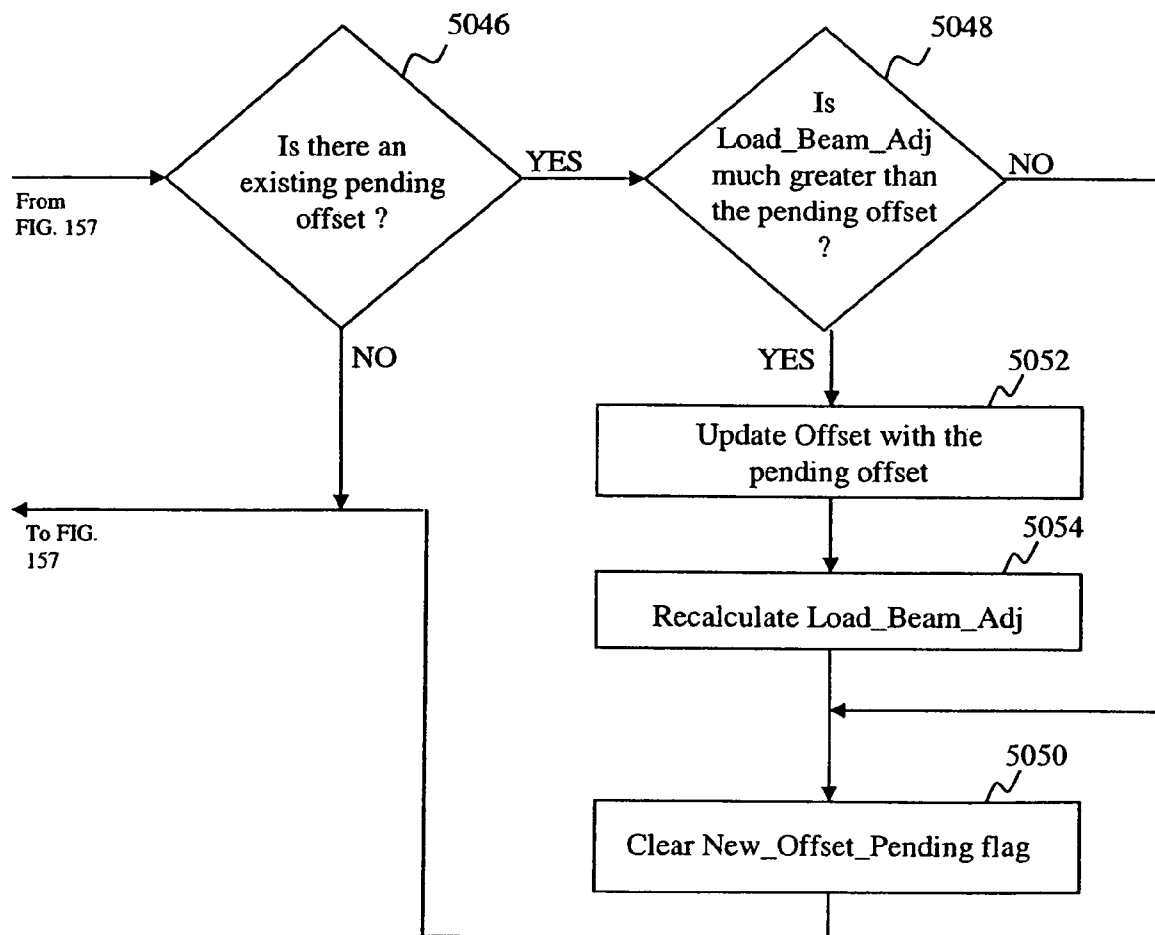 5046
Is there an
existing pending
offset ?
YES
NO
From
FIG. 157
5048
Is
Load_Beam_Adj
much greater than
the pending offset
?
NO
YES
5052
Update Offset with the
pending offset
To FIG.
157
5054
Recalculate Load_Beam_Adj
5050
Clear New_Offset_Pending flag